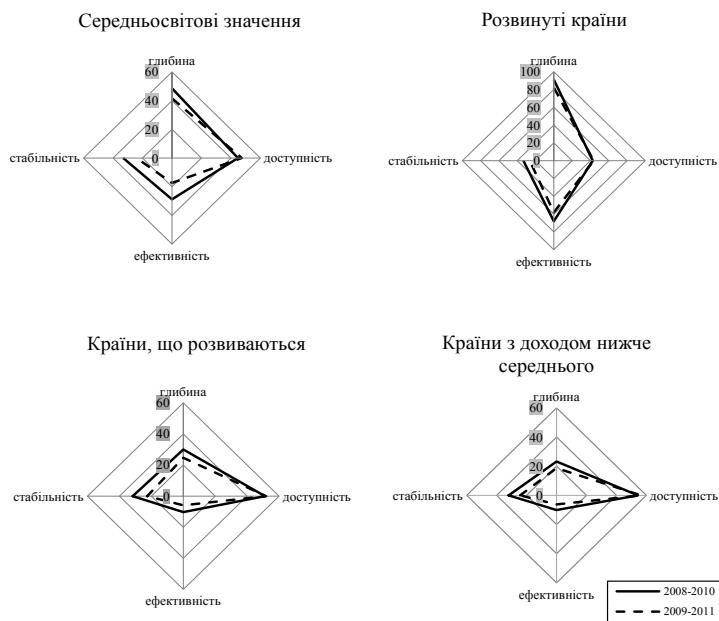 Середньосвітові значення
глибина
60
40
20
0
стабільність
доступність
ефективність
Розвинуті країни
глибина
100
80
60
40
20
0
стабільність
доступність
ефективність
Країни, що розвиваються
глибина
60
40
20
0
стабільність
доступність
ефективність
Країни з доходом нижче
середнього
глибина
60
40
20
0
стабільність
доступність
ефективність
2008-2010
2009-2011